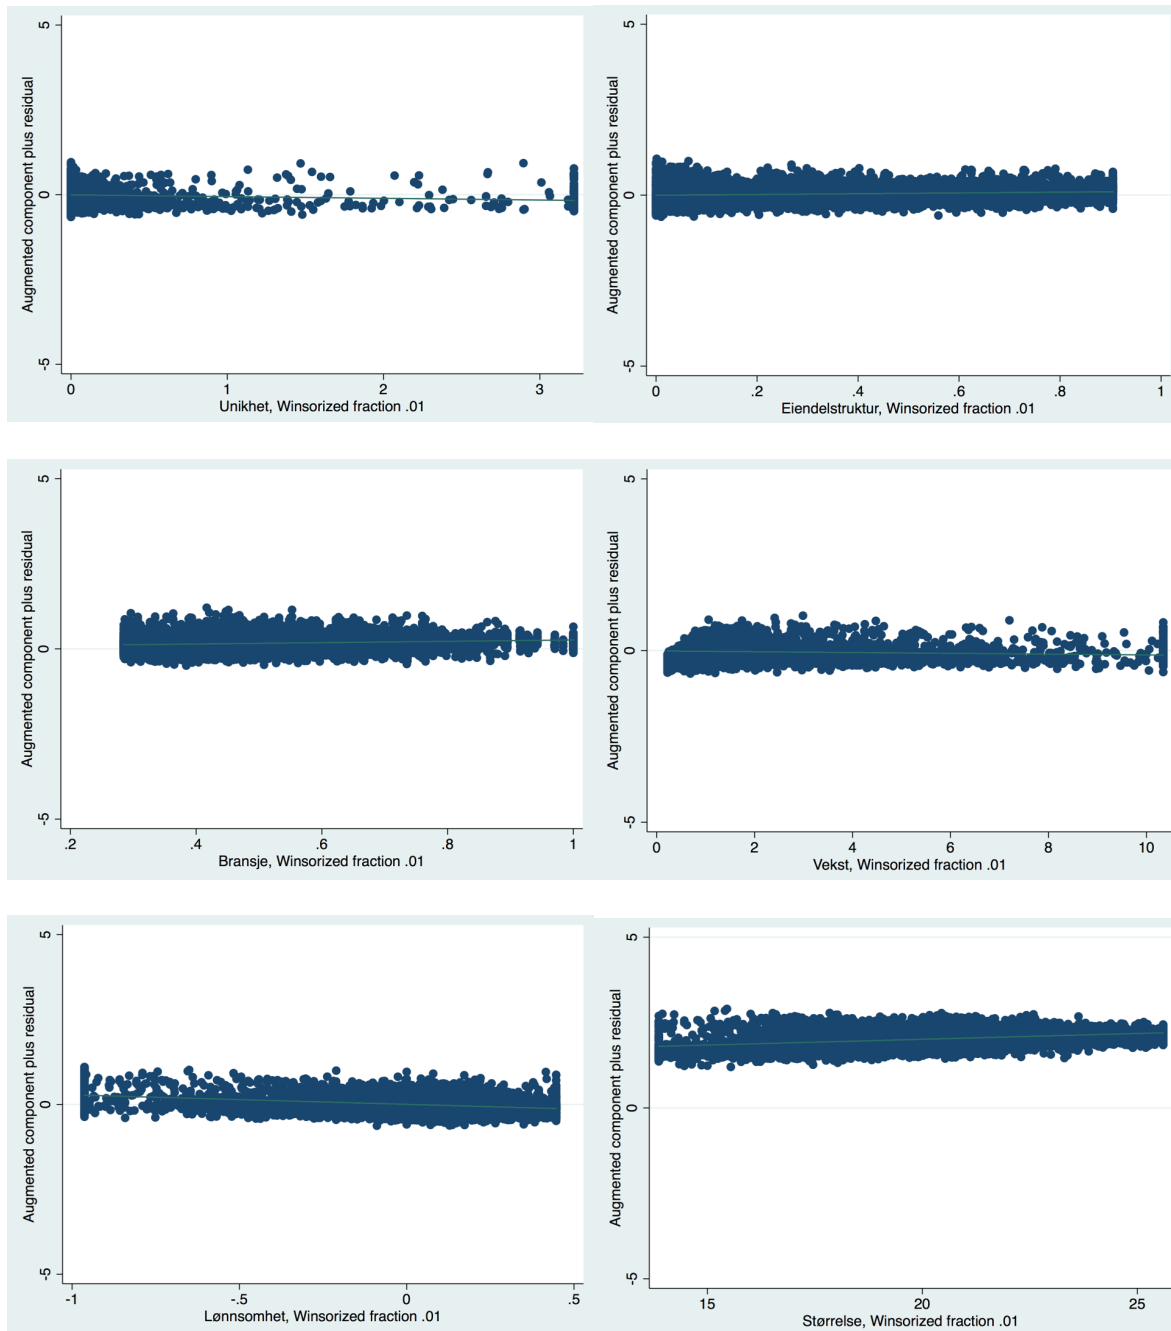 Augmented component plus residual
5
0
-5
0 1 2 3
Unikhet, Winsorized fraction .01
Augmented component plus residual
5
0
-5
0 .2 .4 .6 .8 1
Eiendelstruktur, Winsorized fraction .01
Augmented component plus residual
5
0
-5
.2 .4 .6 .8 1
Bransje, Winsorized fraction .01
Augmented component plus residual
5
0
-5
0 2 4 6 8 10
Vekst, Winsorized fraction .01
Augmented component plus residual
5
0
-5
-1 -.5 0 .5
Lønnsomhet, Winsorized fraction .01
Augmented component plus residual
5
0
-5
15 20 25
Størrelse, Winsorized fraction .01